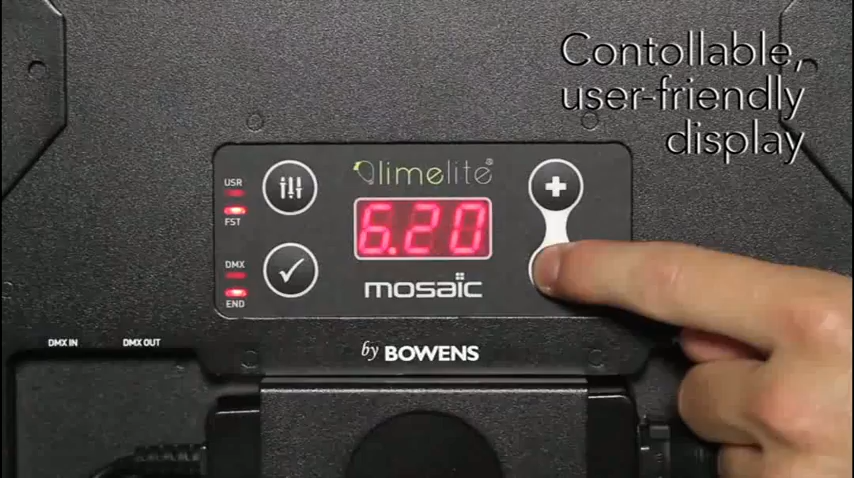 Contollable,
user-friendly
display
limelite®
USR
FST
6.20
DMX
END
mosaic
DMX IN
DMX OUT
by BOWENS